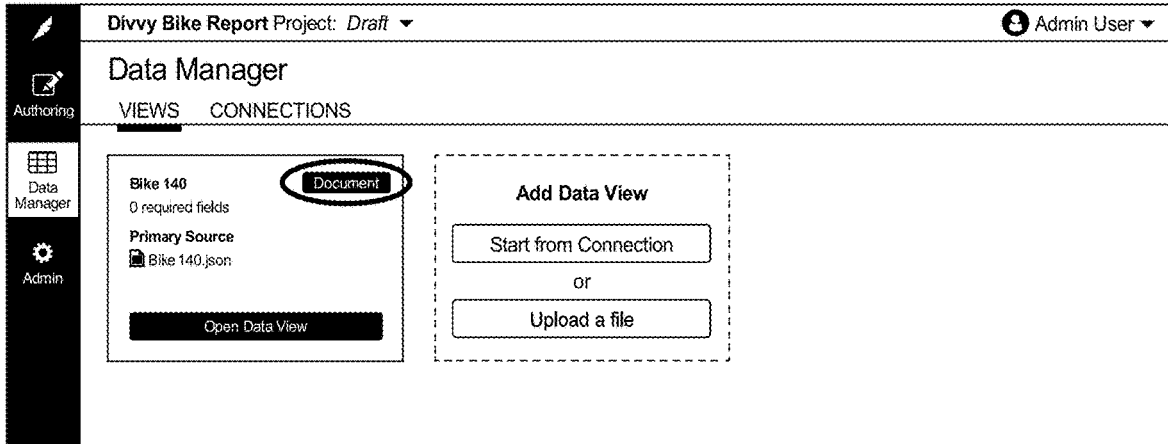 Divvy Bike Report Project: Draft
Admin User
Data Manager
Authoring
VIEWS CONNECTIONS
Data
Manager
Admin
Bike 140
Document
0 required fields
Primary Source
Bike 140.json
Open Data View
Add Data View
Start from Connection
or
Upload a file